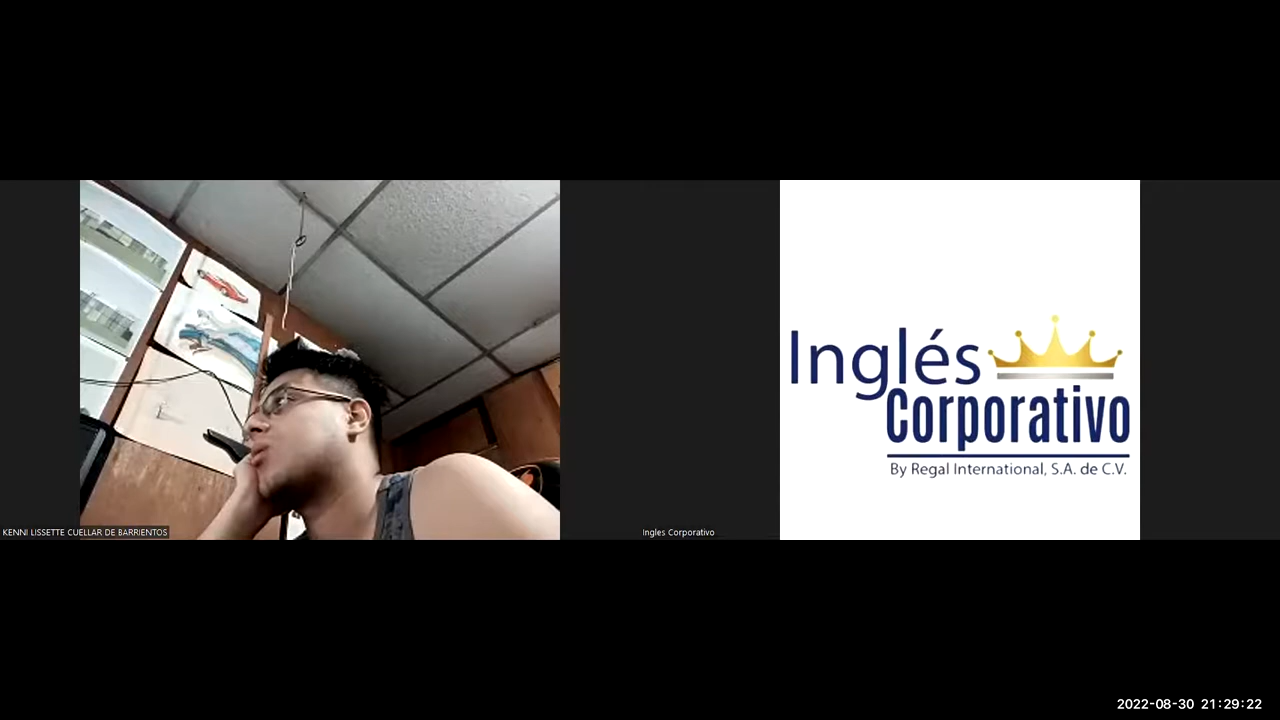 Inglés
Corporativo
By Regal International, S.A. de C.V.
KENNI LISSETTE CUELLAR DE BARRIENTOS
Ingles Corporativo
2022-08-30 21:29:22